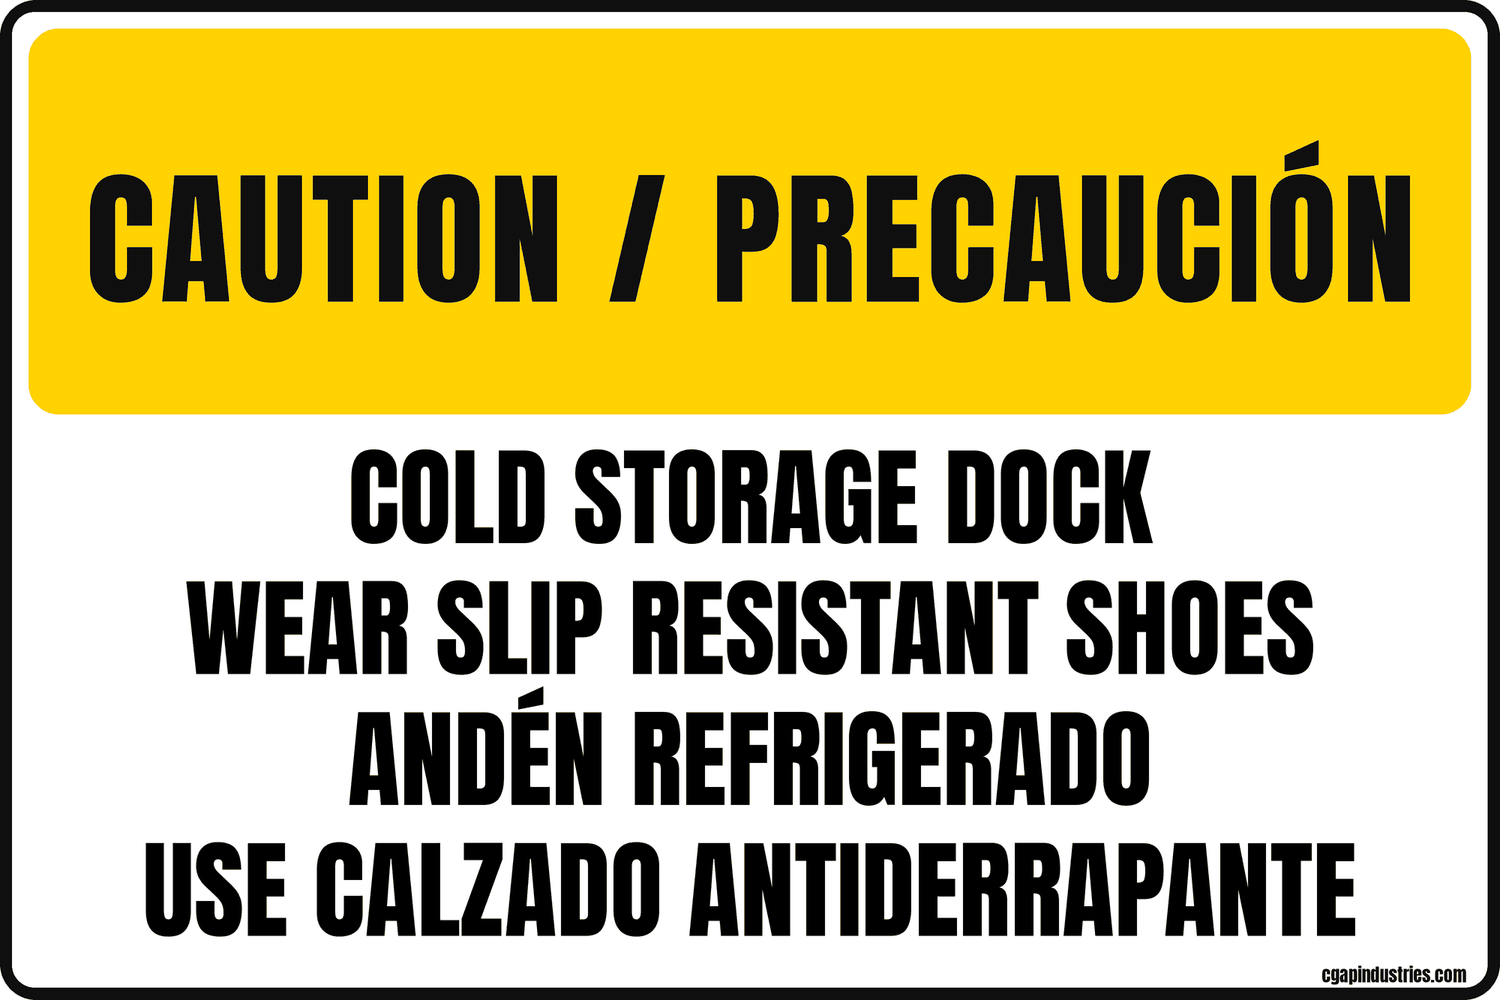 CAUTION / PRECAUCIÓN
COLD STORAGE DOCK
WEAR SLIP RESISTANT SHOES
ANDÉN REFRIGERADO
USE CALZADO ANTIDERRAPANTE
cgapindustries.com